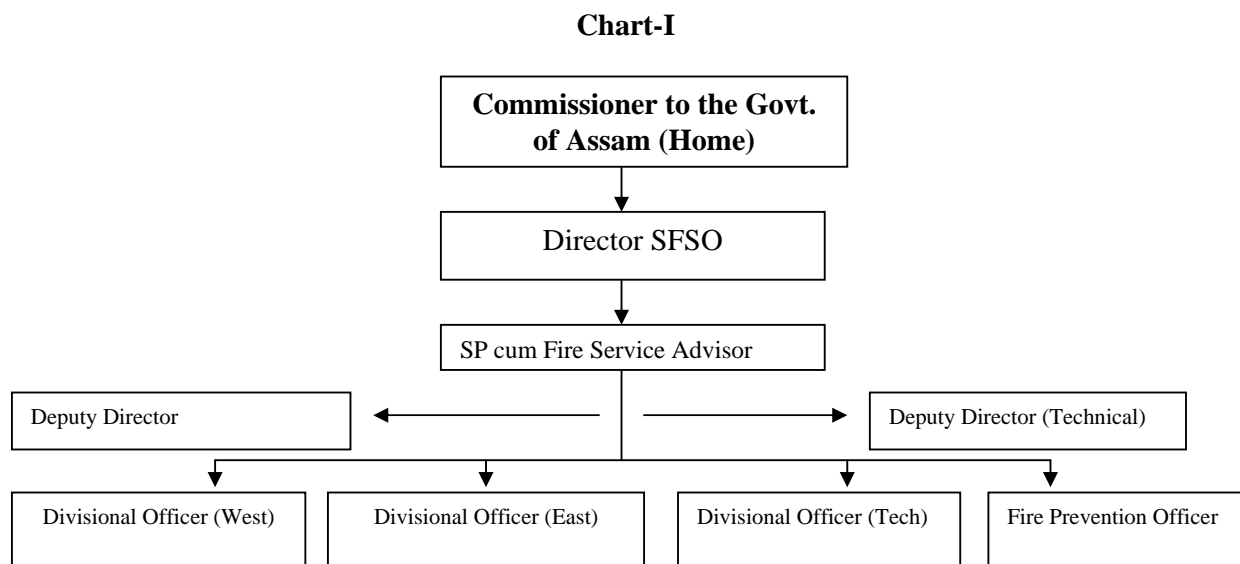 Chart-I
Commissioner to the Govt.
of Assam (Home)
Director SFSO
SP cum Fire Service Advisor
Deputy Director
Deputy Director (Technical)
Divisional Officer (West)
Divisional Officer (East)
Divisional Officer (Tech)
Fire Prevention Officer